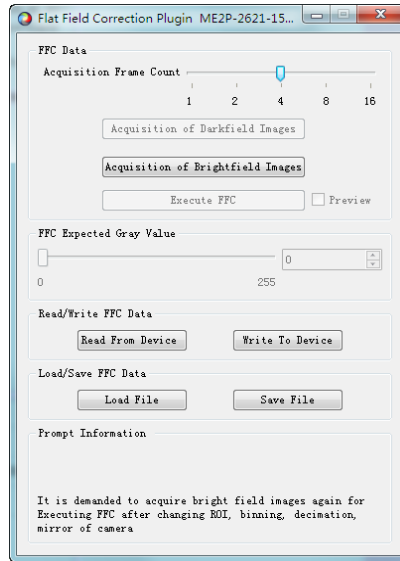 Flat Field Correction Plugin ME2P-2621-15...
FFC Data
Acquisition Frame Count
1 2 4 8 16
Acquisition of Darkfield Images
Acquisition of Brightfield Images
Execute FFC Preview
FFC Expected Gray Value
0
0 255
Read/Write FFC Data
Read From Device Write To Device
Load/Save FFC Data
Load File Save File
Prompt Information
It is demanded to acquire bright field images again for
Executing FFC after changing ROI, binning, decimation,
mirror of camera